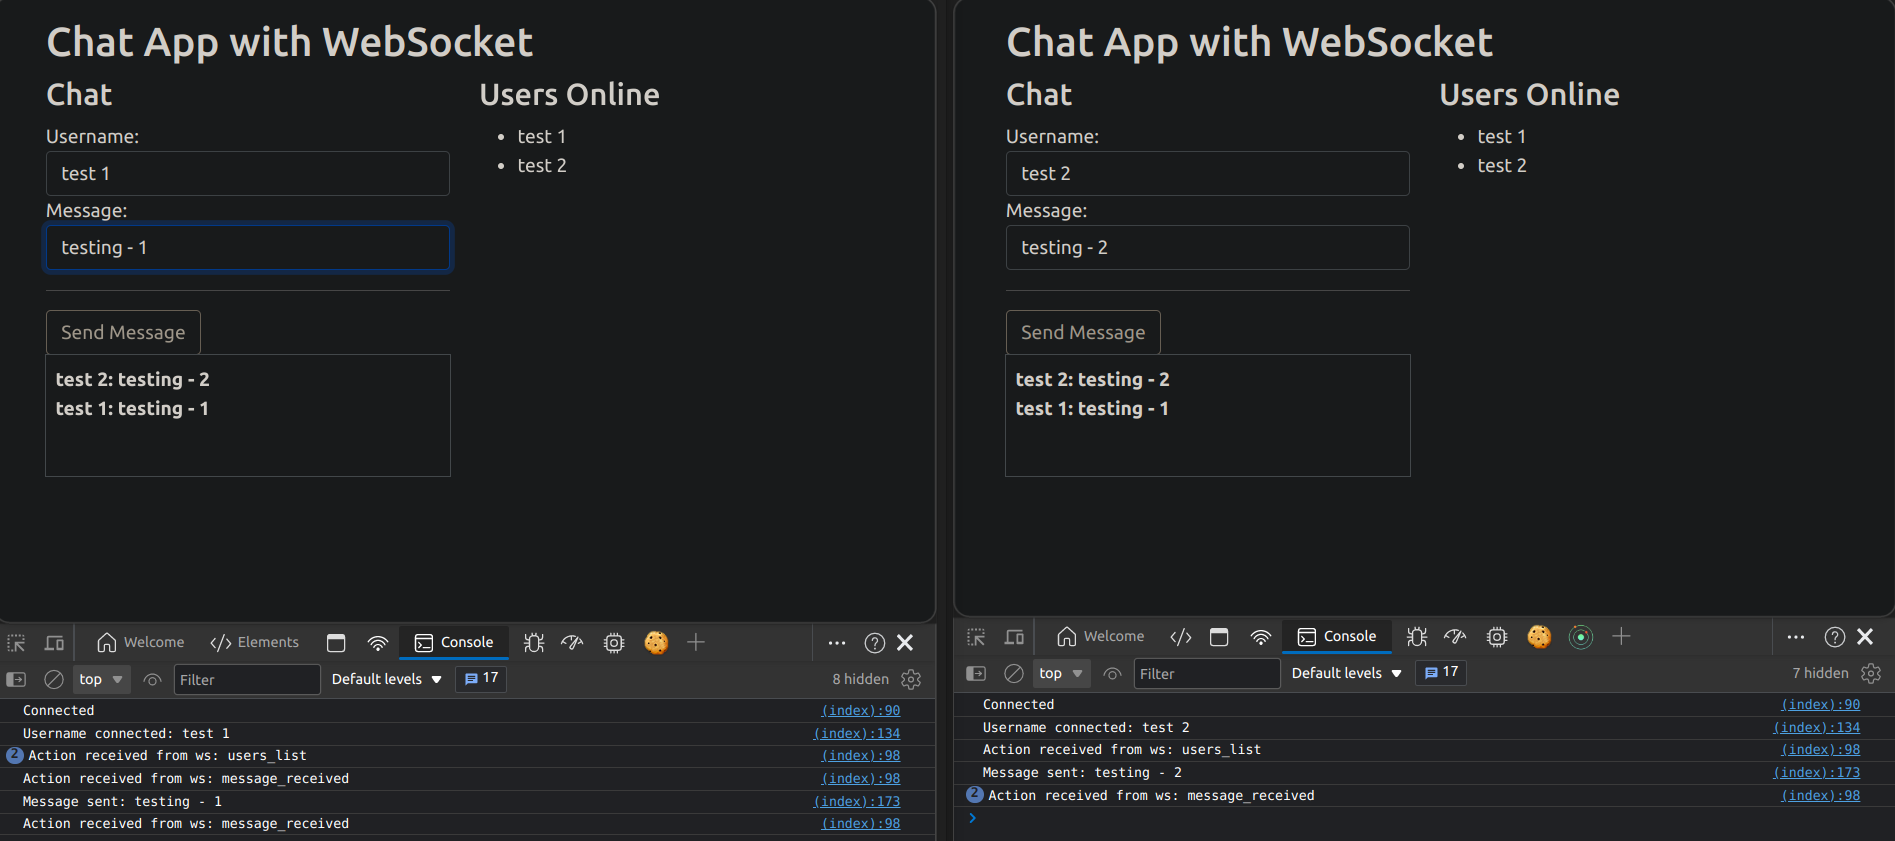 Chat App with WebSocket
Chat
Users Online
Username:
test 1
test 1
test 2
Message:
testing - 1
Send Message
test 2: testing - 2
test 1: testing - 1
Welcome
Elements
Console
top
Filter
Default levels
17
8 hidden
Connected (index):90
Username connected: test 1 (index):134
2 Action received from ws: users_list (index):98
Action received from ws: message_received (index):98
Message sent: testing - 1 (index):173
Action received from ws: message_received (index):98
Chat App with WebSocket
Chat
Users Online
Username:
test 2
test 1
test 2
Message:
testing - 2
Send Message
test 2: testing - 2
test 1: testing - 1
Welcome
Console
top
Filter
Default levels
17
7 hidden
Connected (index):90
Username connected: test 2 (index):134
Action received from ws: users_list (index):98
Message sent: testing - 2 (index):173
2 Action received from ws: message_received (index):98